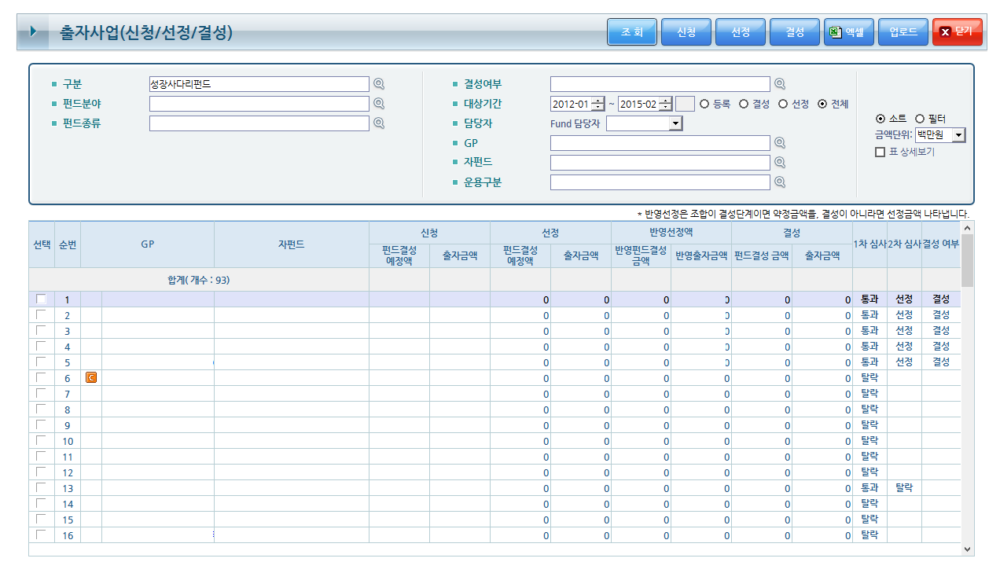 출자사업(신청/선정/결성) 조 회 신청 선정 결성 엑셀 업로드 닫기
구분 성장사다리펀드 결성여부
펀드분야 대상기간 2012-01 ~ 2015-02 등록 결성 선정 전체
펀드종류 담당자 Fund 담당자
소트 필터
금액단위: 백만원
GP
표 상세보기
자펀드
운용구분
* 반영선정은 조합이 결성단계이면 약정금액을, 결성이 아니라면 선정금액 나타냅니다.
선택 순번 GP 자펀드 신청 선정 반영선정액 결성 1차 심사 2차 심사 결성 여부
펀드결성 예정액 출자금액 펀드결성 예정액 출자금액 반영펀드결성 금액 반영출자금액 펀드결성 금액 출자금액
합계( 개수 : 93)
1 0 0 0 0 0 0 통과 선정 결성
2 0 0 0 0 0 0 통과 선정 결성
3 0 0 0 0 0 0 통과 선정 결성
4 0 0 0 0 0 0 통과 선정 결성
5 0 0 0 0 0 0 통과 선정 결성
6 C 0 0 0 0 0 0 탈락
7 0 0 0 0 0 0 탈락
8 0 0 0 0 0 0 탈락
9 0 0 0 0 0 0 탈락
10 0 0 0 0 0 0 탈락
11 0 0 0 0 0 0 탈락
12 0 0 0 0 0 0 탈락
13 0 0 0 0 0 0 통과 탈락
14 0 0 0 0 0 0 탈락
15 0 0 0 0 0 0 탈락
16 0 0 0 0 0 0 탈락